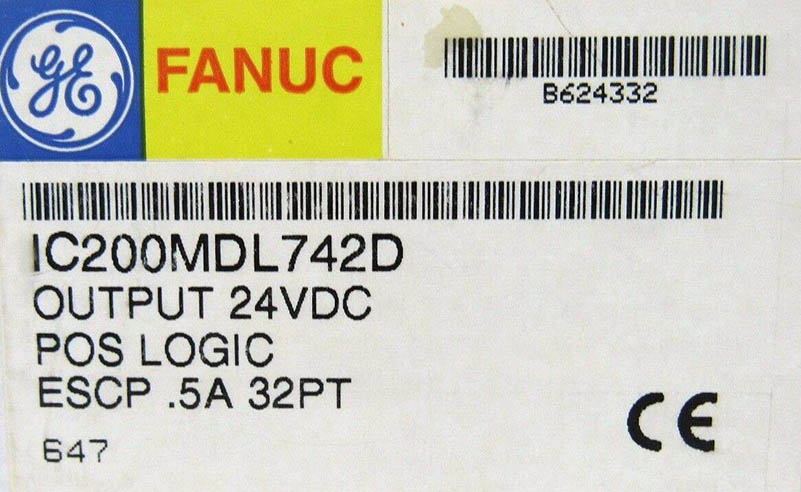 GE
FANUC
B624332
IC200MDL742D
OUTPUT 24VDC
POS LOGIC
ESCP .5A 32PT
647
CE